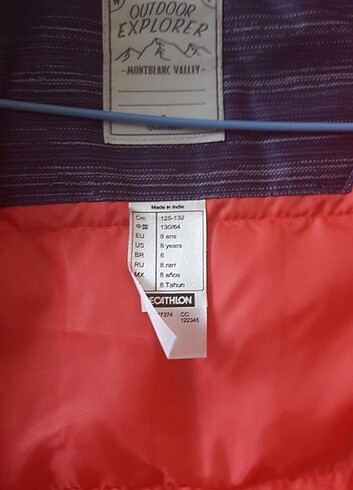 OUTDOOR
EXPLORER
- MONTBLANC VALLEY -
Made in India
Cm 125-132
中国 130/64
EU 8 ans
US 8 years
BR 8
RU 8 лет
MX 8 años
8 Tahun
DECATHLON
7374 CC:
122345